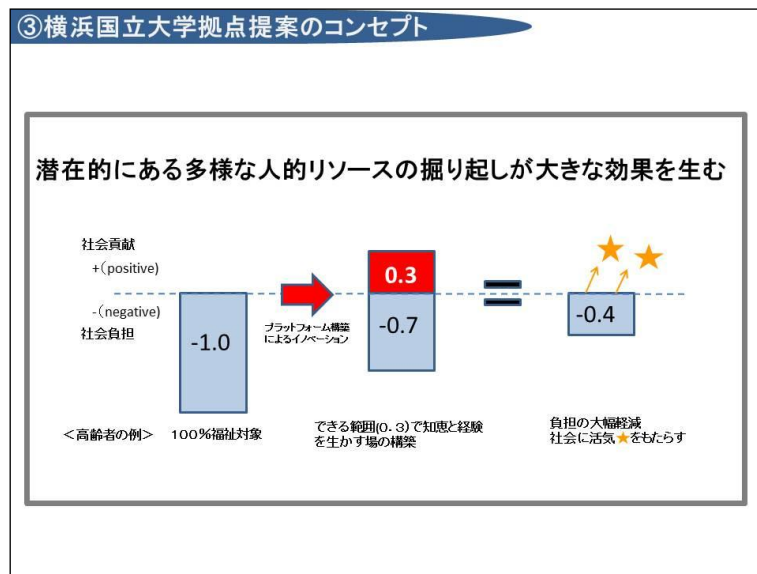 ③横浜国立大学拠点提案のコンセプト
潜在的にある多様な人的リソースの掘り起しが大きな効果を生む
社会貢献
+(positive)
-(negative)
社会負担
-1.0
プラットフォーム構築
によるイノベーション
0.3
-0.7
-0.4
<高齢者の例>
100%福祉対象
できる範囲(0.3)で知恵と経験
を生かす場の構築
負担の大幅軽減
社会に活気★をもたらす